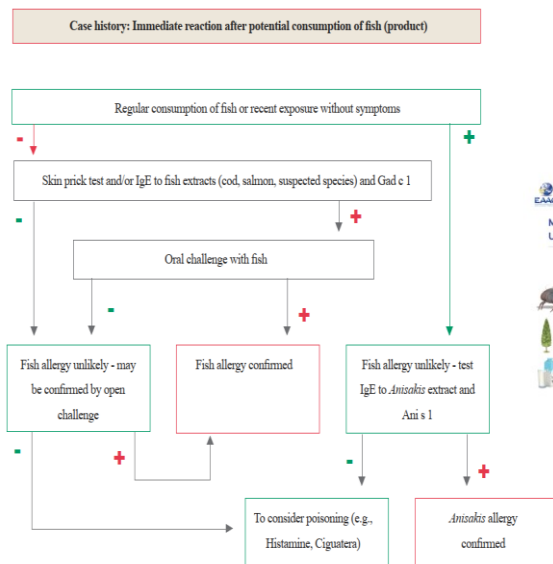 Case history: Immediate reaction after potential consumption of fish (product)
Regular consumption of fish or recent exposure without symptoms
-
+
Skin prick test and/or IgE to fish extracts (cod, salmon, suspected species) and Gad c 1
-
+
Oral challenge with fish
-
+
Fish allergy unlikely - may
be confirmed by open
challenge
Fish allergy confirmed
Fish allergy unlikely - test
IgE to Anisakis extract and
Ani s 1
-
+
-
+
To consider poisoning (e.g.,
Histamine, Ciguatera)
Anisakis allergy
confirmed